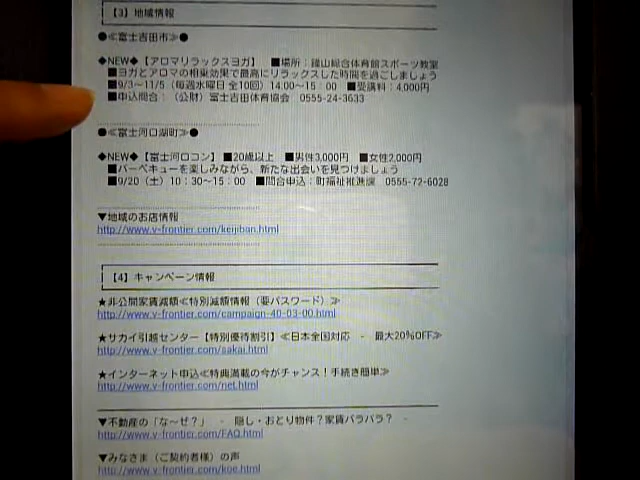 【3】地域情報
●≪富士吉田市≫●
◆NEW◆【アロマリラックスヨガ】 ■場所：鐘山総合体育館スポーツ教室
■ヨガとアロマの相乗効果で最高にリラックスした時間を過ごしましょう
■9/3～11/5（毎週水曜日 全10回）14:00～15：00 ■受講料：4,000円
■申込問合：（公財）富士吉田体育協会 0555-24-3633
●≪富士河口湖町≫●
◆NEW◆【富士河口コン】 ■20歳以上 ■男性3,000円 ■女性2,000円
■バーベキューを楽しみながら、新たな出会いを見つけましょう
■9/20（土）10：30～15：00 ■問合申込：町福祉推進課 0555-72-6028
▼地域のお店情報
http://www.v-frontier.com/keijiban.html
【4】キャンペーン情報
★非公開家賃減額≪特別減額情報（要パスワード）≫
http://www.v-frontier.com/campaign-40-03-00.html
★サカイ引越センター【特別優待割引】≪日本全国対応 - 最大20%OFF≫
http://www.v-frontier.com/sakai.html
★インターネット申込≪特典満載の今がチャンス！手続き簡単≫
http://www.v-frontier.com/net.html
▼不動産の「な～ぜ？」 - 隠し・おとり物件？家賃バラバラ？ -
http://www.v-frontier.com/FAQ.html
▼みなさま（ご契約者様）の声
http://www.v-frontier.com/koe.html